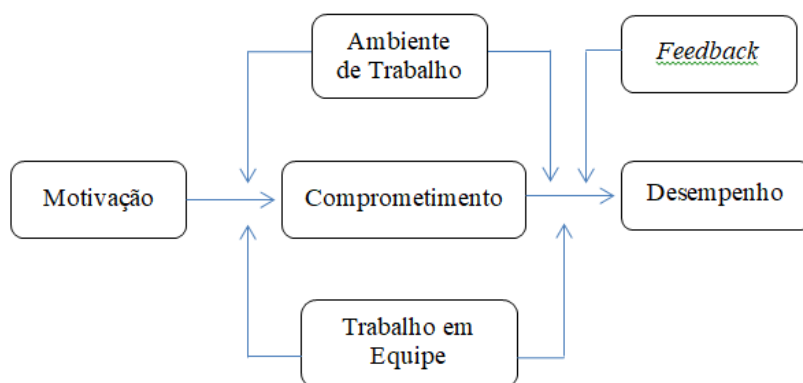 Ambiente
de Trabalho
Feedback
Motivação
Comprometimento
Desempenho
Trabalho em
Equipe